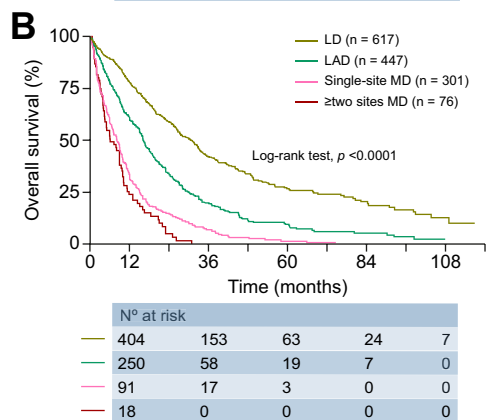 B
Overall survival (%)
100
75
50
25
0
LD (n = 617)
LAD (n = 447)
Single-site MD (n = 301)
≥two sites MD (n = 76)
Log-rank test, p <0.0001
0 12 36 60 84 108
Time (months)
Nº at risk
404 153 63 24 7
250 58 19 7 0
91 17 3 0 0
18 0 0 0 0